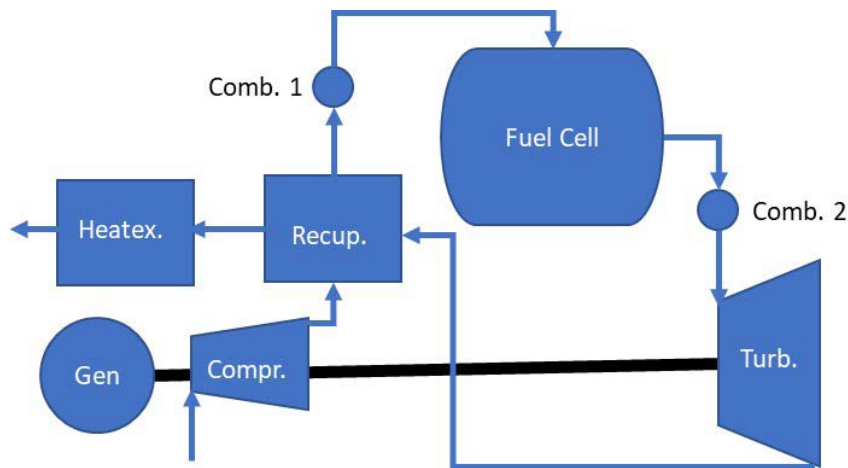 Comb. 1
Fuel Cell
Comb. 2
Heatex.
Recup.
Gen
Compr.
Turb.